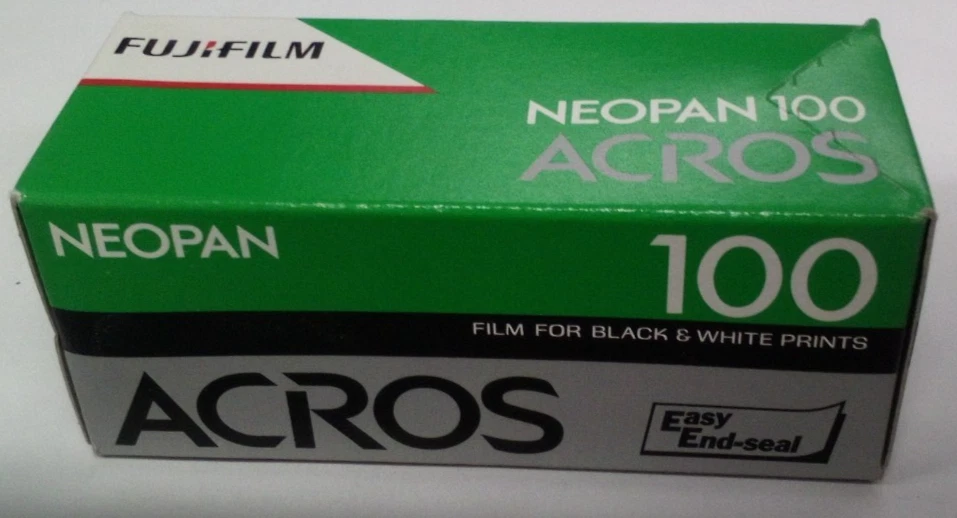 FUJIFILM
NEOPAN 100
ACROS
NEOPAN
100
FILM FOR BLACK & WHITE PRINTS
ACROS
Easy
End-seal